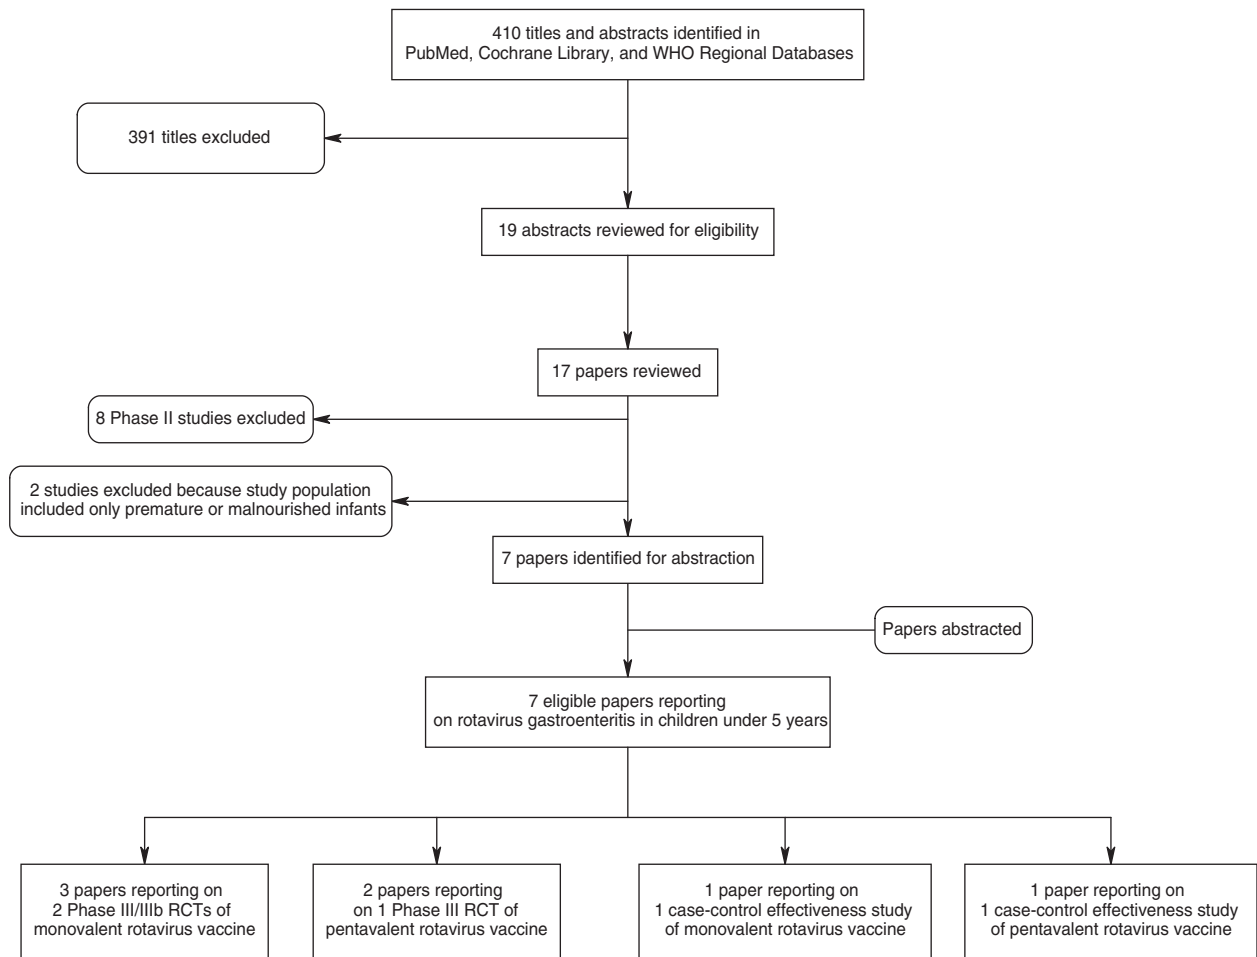 410 titles and abstracts identified in
PubMed, Cochrane Library, and WHO Regional Databases
391 titles excluded
19 abstracts reviewed for eligibility
17 papers reviewed
8 Phase II studies excluded
2 studies excluded because study population
included only premature or malnourished infants
7 papers identified for abstraction
Papers abstracted
7 eligible papers reporting
on rotavirus gastroenteritis in children under 5 years
3 papers reporting on
2 Phase III/IIIb RCTs of
monovalent rotavirus vaccine
2 papers reporting
on 1 Phase III RCT of
pentavalent rotavirus vaccine
1 paper reporting on
1 case-control effectiveness study
of monovalent rotavirus vaccine
1 paper reporting on
1 case-control effectiveness study
of pentavalent rotavirus vaccine